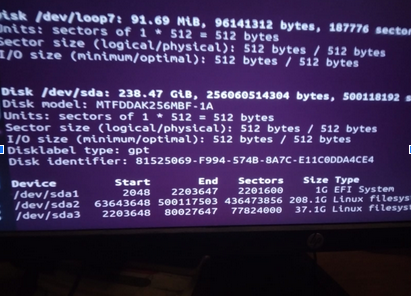 Disk /dev/loop7: 91.69 MiB, 96141312 bytes, 187776 sector
Units: sectors of 1 * 512 = 512 bytes
Sector size (logical/physical): 512 bytes / 512 bytes
I/O size (minimum/optimal): 512 bytes / 512 bytes
Disk /dev/sda: 238.47 GiB, 256060514304 bytes, 500118192 s
Disk model: MTFDDAK256MBF-1A
Units: sectors of 1 * 512 = 512 bytes
Sector size (logical/physical): 512 bytes / 512 bytes
I/O size (minimum/optimal): 512 bytes / 512 bytes
Disklabel type: gpt
Disk identifier: 81525069-F994-574B-8A7C-E11C0DDA4CE4
Device Start End Sectors Size Type
/dev/sda1 2048 2203647 2201600 1G EFI System
/dev/sda2 63643648 500117503 436473856 208.1G Linux filesys
/dev/sda3 2203648 80027647 77824000 37.1G Linux filesys
hp